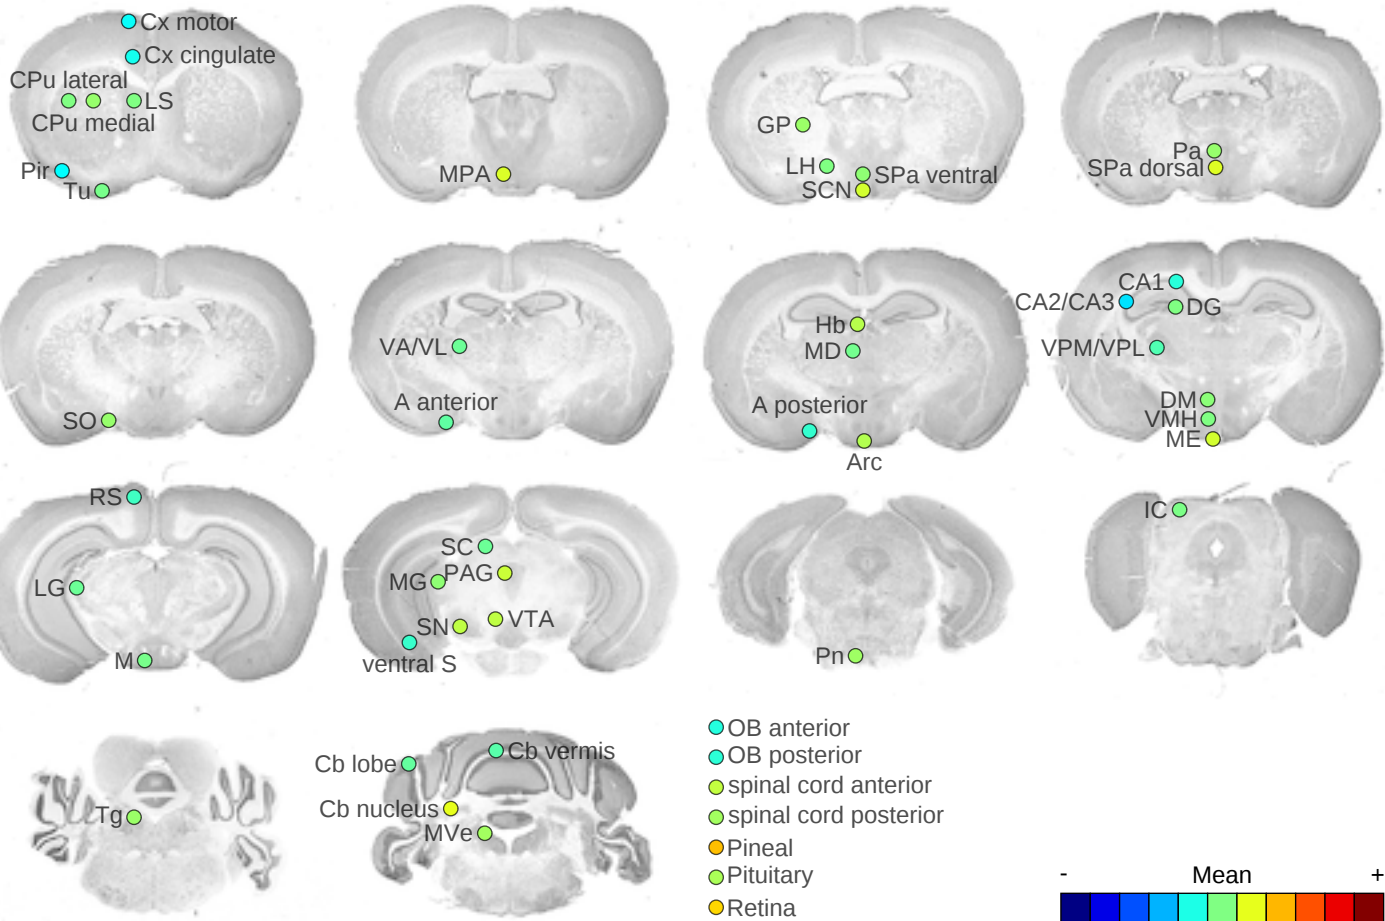 Cx motor
Cx cingulate
CPu lateral
LS
CPu medial
Pir
Tu
MPA
GP
LH
SPa ventral
SCN
Pa
SPa dorsal
SO
VA/VL
A anterior
Hb
MD
A posterior
Arc
CA1
CA2/CA3
DG
VPM/VPL
DM
VMH
ME
RS
LG
M
SC
MG
PAG
SN
VTA
ventral S
Pn
IC
Tg
Cb lobe
Cb vermis
Cb nucleus
MVe
OB anterior
OB posterior
spinal cord anterior
spinal cord posterior
Pineal
Pituitary
Retina
- Mean +